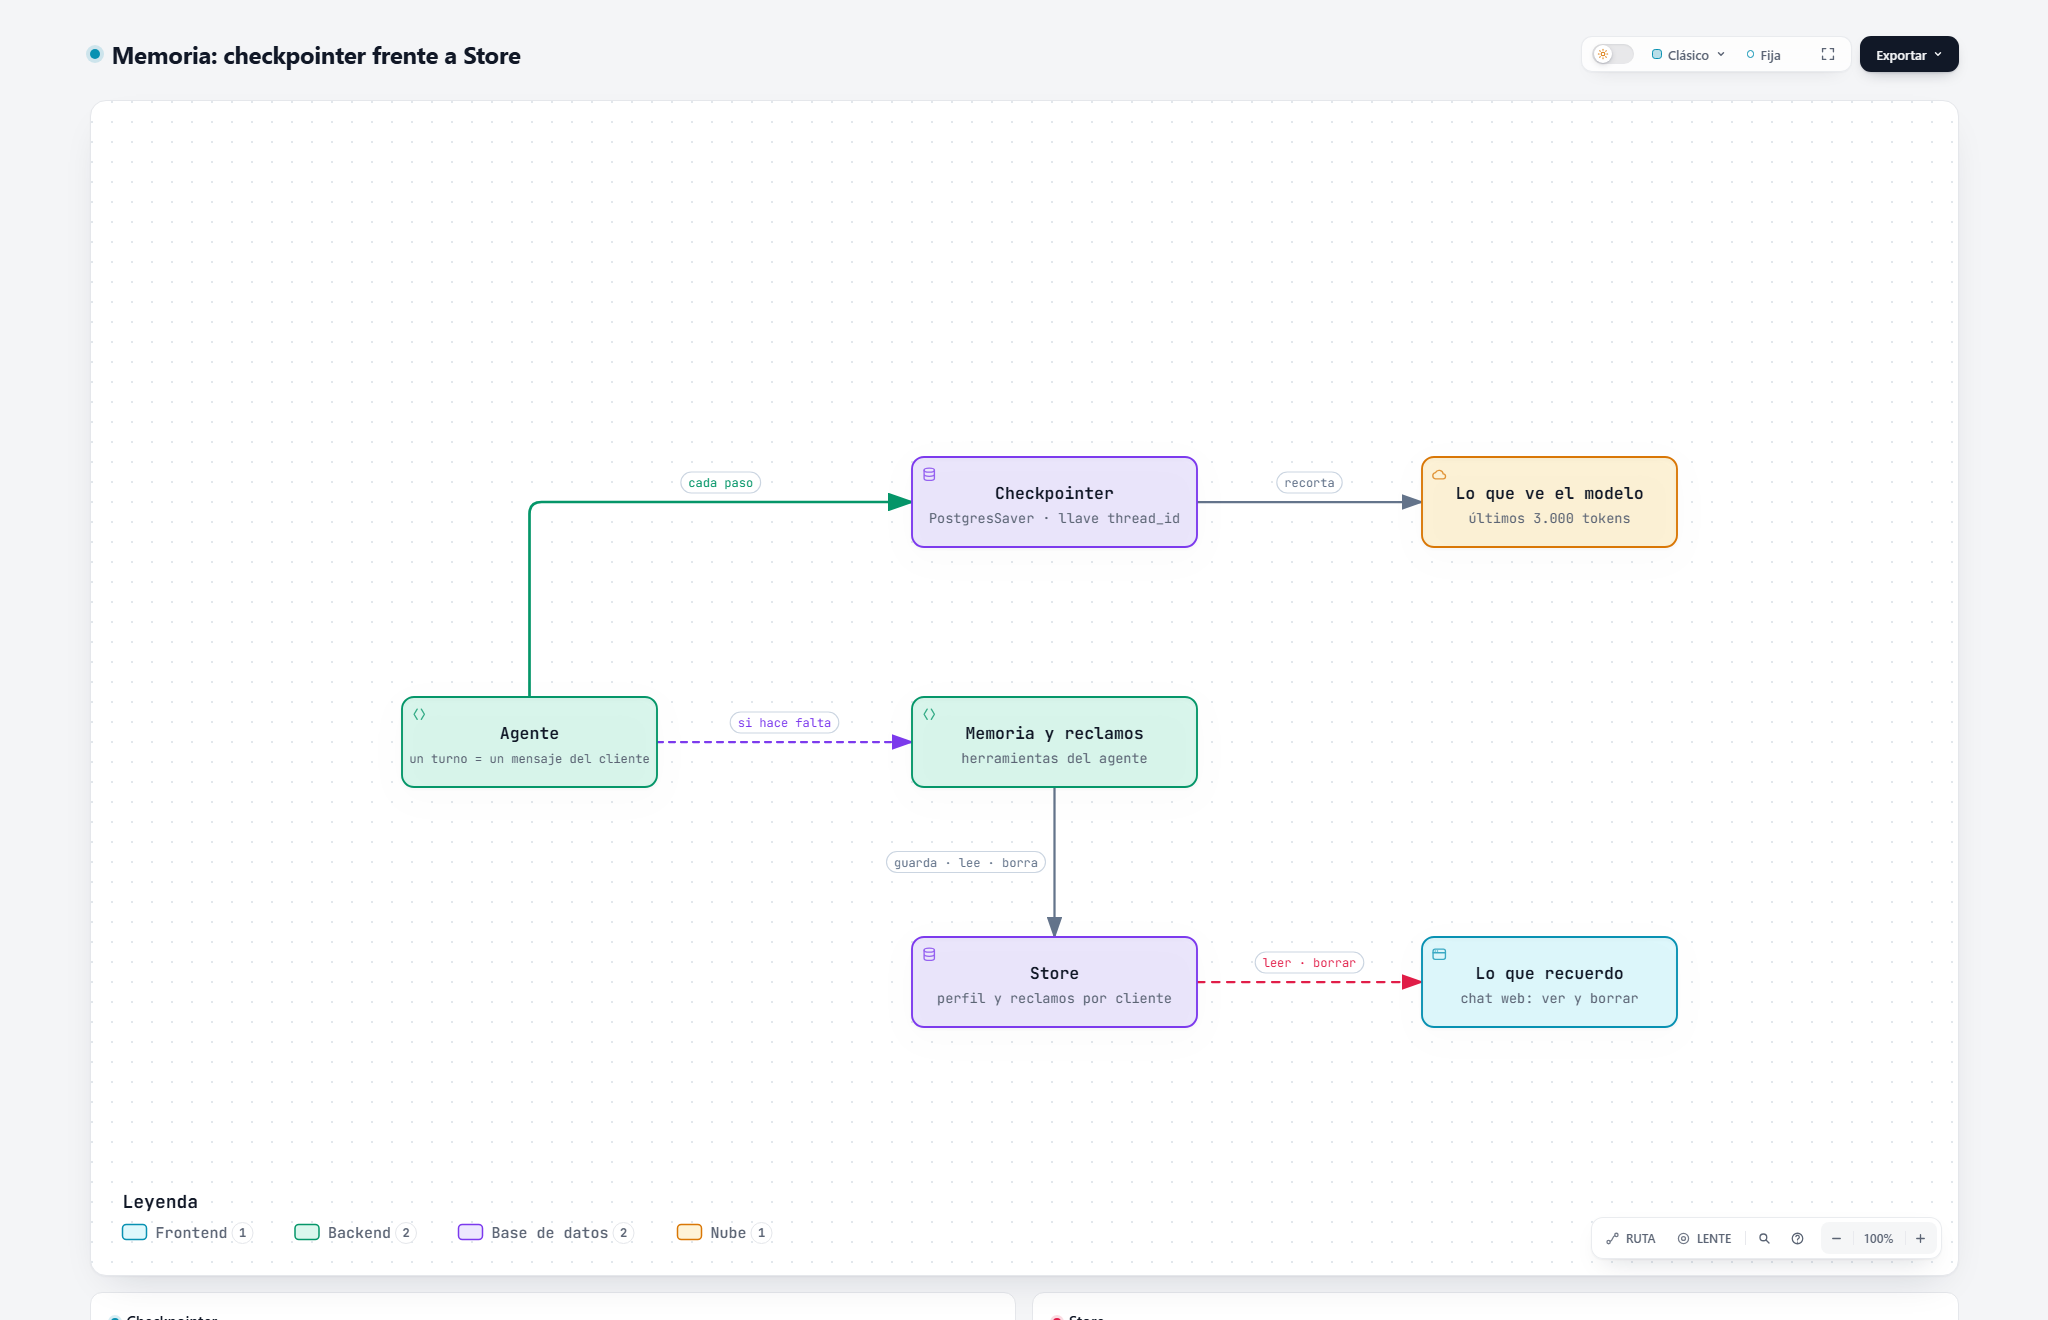 Memoria: checkpointer frente a Store
Clásico
Fija
Exportar
cada paso
Checkpointer
PostgresSaver · llave thread_id
recorta
Lo que ve el modelo
últimos 3.000 tokens
Agente
un turno = un mensaje del cliente
si hace falta
Memoria y reclamos
herramientas del agente
guarda · lee · borra
Store
perfil y reclamos por cliente
leer · borrar
Lo que recuerdo
chat web: ver y borrar
Leyenda
Frontend 1
Backend 2
Base de datos 2
Nube 1
RUTA
LENTE
100%
Checkpointer
Store